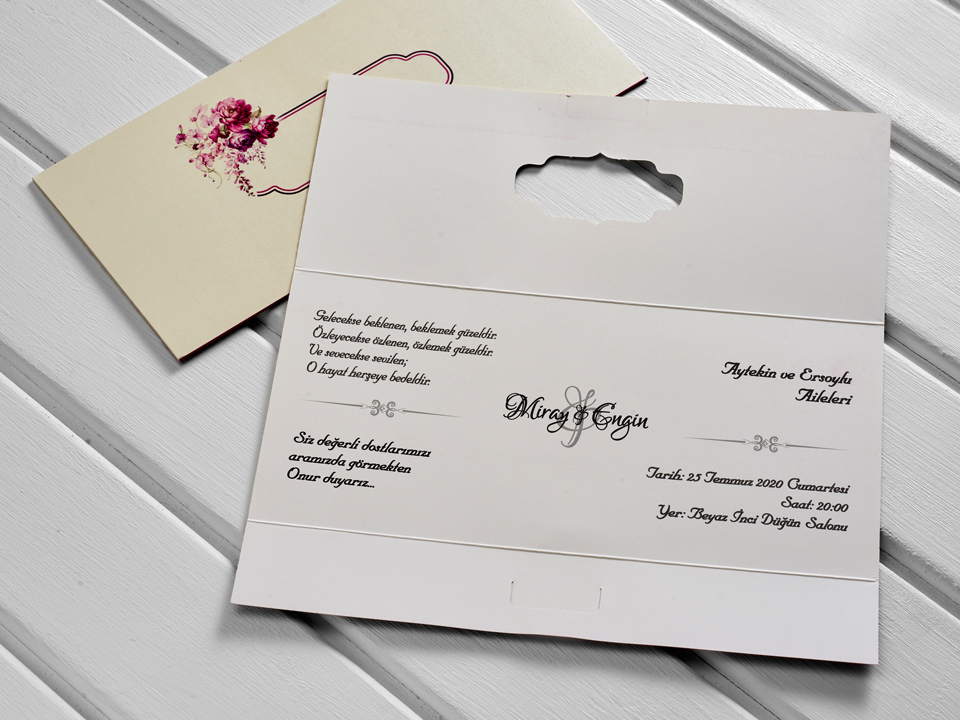 Gelecekse beklenen, beklemek güzeldir.
Özleyecekse özlenen, özlemek güzeldir.
Ve sevecekse sevilen;
O hayat herşeye bedeldir.
Siz değerli dostlarımızı
aramızda görmekten
Onur duyarız...
Miray & Engin
Aytekin ve Ersoylu
Aileleri
Tarih: 25 Temmuz 2020 Cumartesi
Saat: 20:00
Yer: Beyaz İnci Düğün Salonu